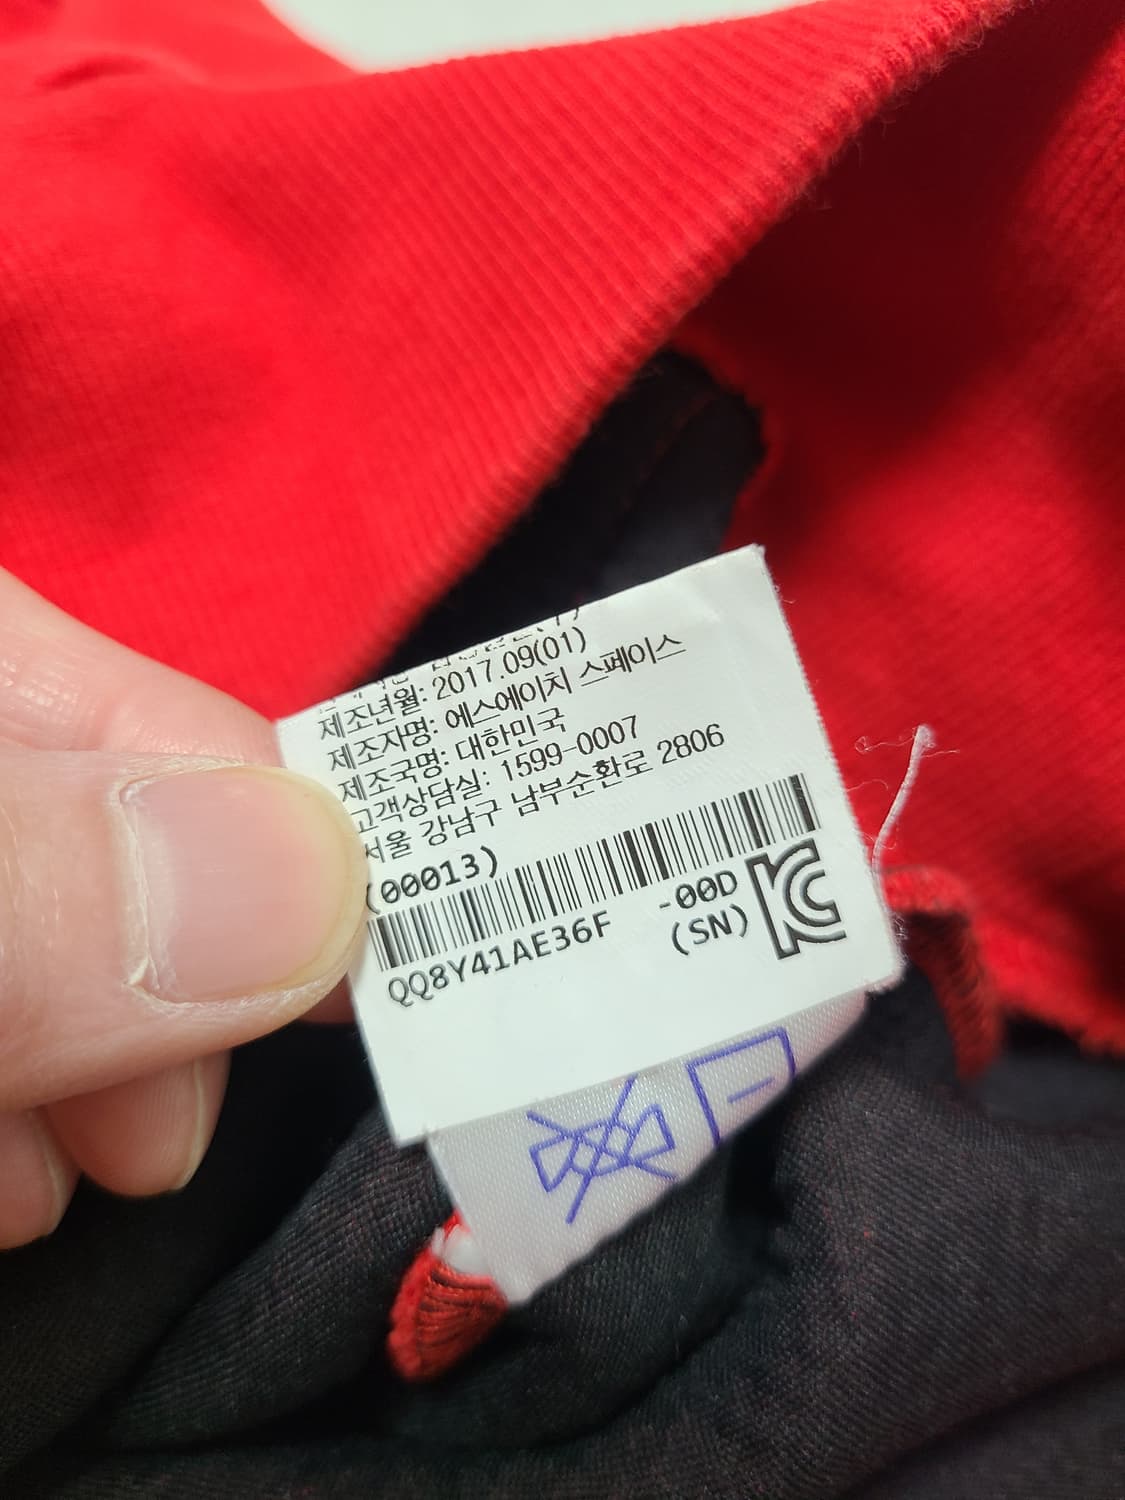 제조년월: 2017.09(01)
제조자명: 에스에이치 스페이스
제조국명: 대한민국
고객상담실: 1599-0007
서울 강남구 남부순환로 2806
(00013)
QQ8Y41AE36F -00D
(SN)